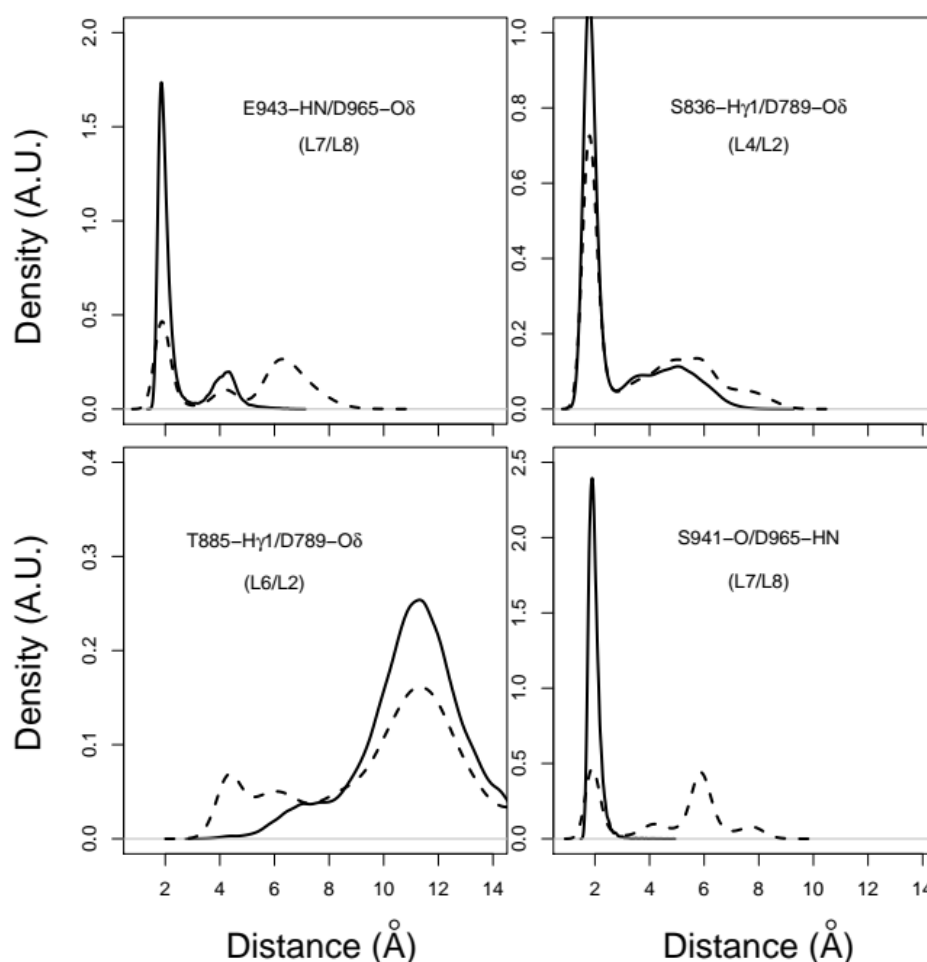 Density (A.U.)
0.0 0.5 1.0 1.5 2.0
E943−HN/D965−Oδ
(L7/L8)
0.0 0.2 0.4 0.6 0.8 1.0
S836−Hγ1/D789−Oδ
(L4/L2)
Density (A.U.)
0.0 0.1 0.2 0.3 0.4
T885−Hγ1/D789−Oδ
(L6/L2)
2 4 6 8 10 12 14
Distance (Å)
0.0 0.5 1.0 1.5 2.0 2.5
S941−O/D965−HN
(L7/L8)
2 4 6 8 10 12 14
Distance (Å)